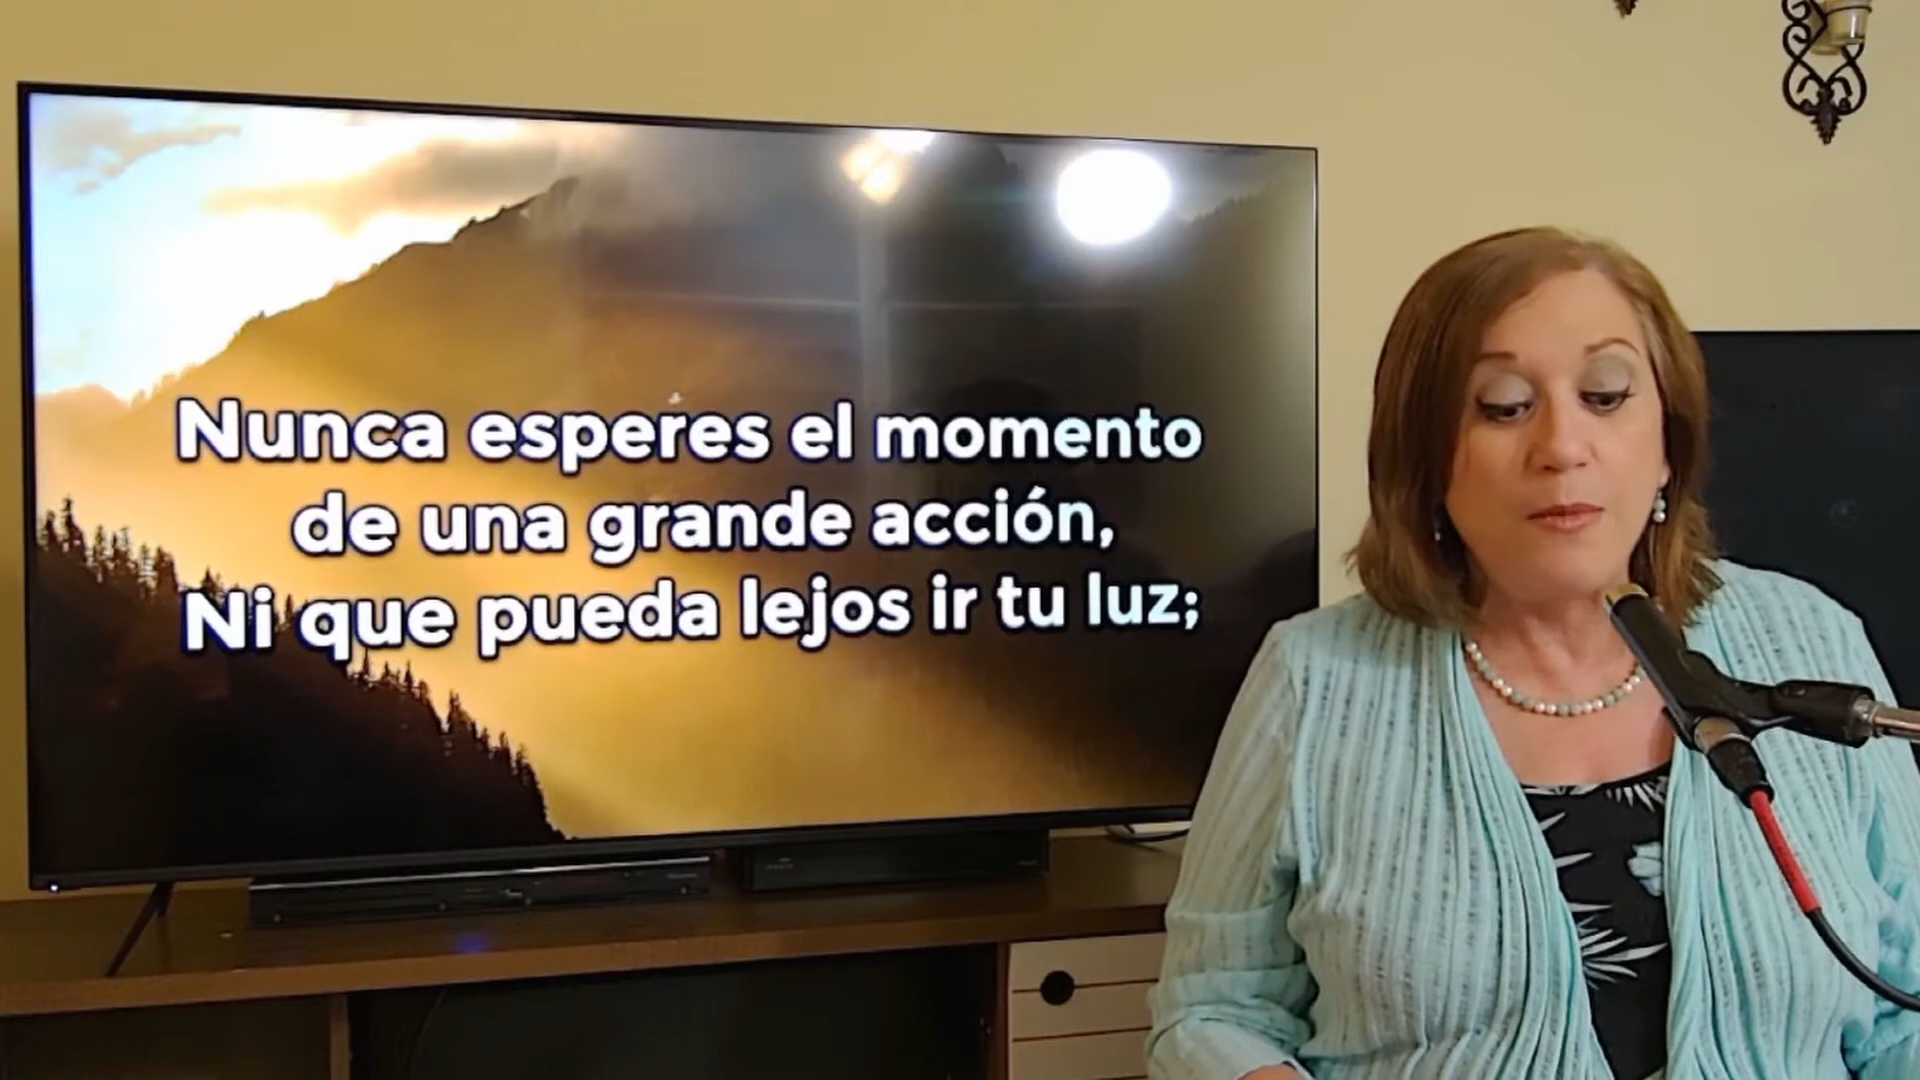 Nunca esperes el momento
de una grande acción,
Ni que pueda lejos ir tu luz;